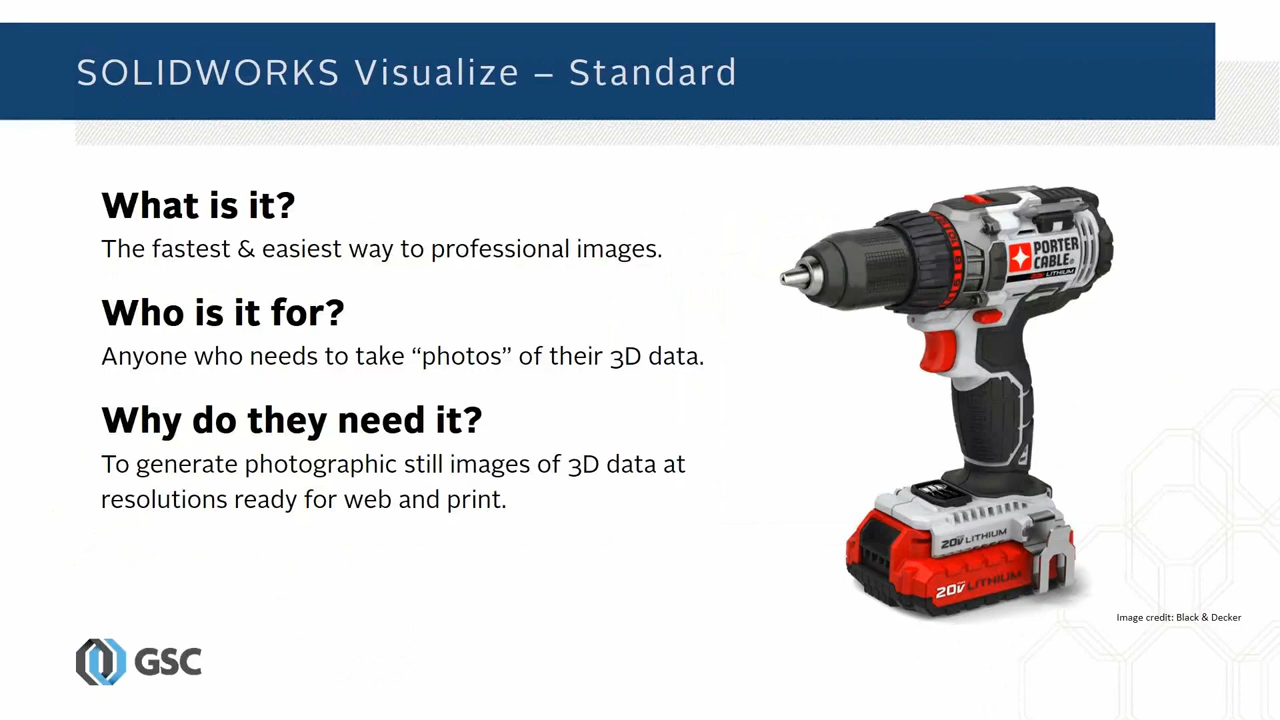 SOLIDWORKS Visualize – Standard
What is it?
The fastest & easiest way to professional images.
Who is it for?
Anyone who needs to take “photos” of their 3D data.
Why do they need it?
To generate photographic still images of 3D data at
resolutions ready for web and print.
PORTER
CABLE
20V LITHIUM
20V LITHIUM
20V LITHIUM
Image credit: Black & Decker
GSC